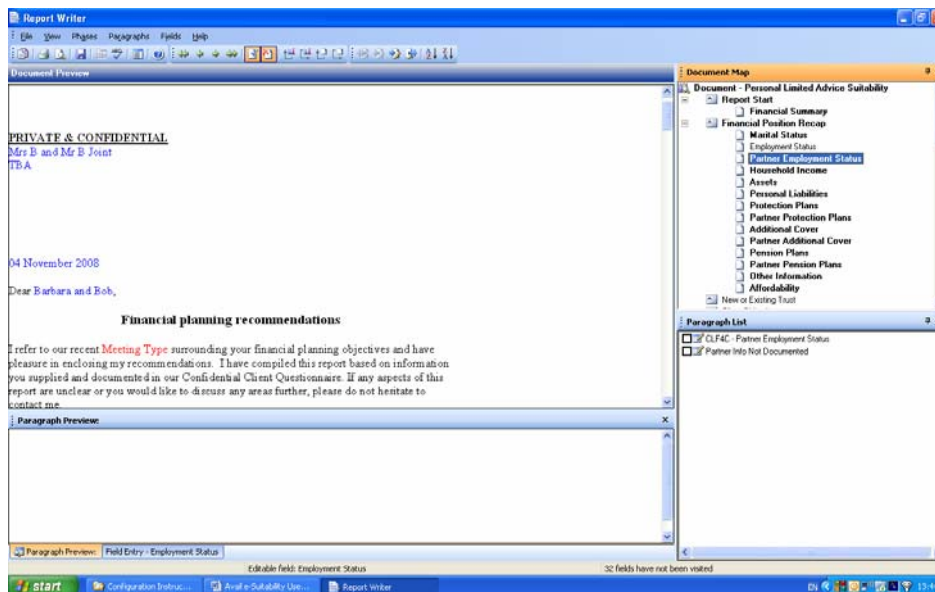 Report Writer
File View Phases Paragraphs Fields Help
Document Preview
PRIVATE & CONFIDENTIAL
Mrs B and Mr B Joint
TBA
04 November 2008
Dear Barbara and Bob,
Financial planning recommendations
I refer to our recent Meeting Type surrounding your financial planning objectives and have
pleasure in enclosing my recommendations. I have compiled this report based on information
you supplied and documented in our Confidential Client Questionnaire. If any aspects of this
report are unclear or you would like to discuss any areas further, please do not hesitate to
contact me.
Paragraph Preview:
Paragraph Preview: Field Entry - Employment Status
Document Map
Document - Personal Limited Advice Suitability
Report Start
Financial Summary
Financial Position Recap
Marital Status
Employment Status
Partner Employment Status
Household Income
Assets
Personal Liabilities
Protection Plans
Partner Protection Plans
Additional Cover
Partner Additional Cover
Pension Plans
Partner Pension Plans
Other Information
Affordability
New or Existing Trust
Paragraph List
CLF4C - Partner Employment Status
Partner Info Not Documented
Editable field: Employment Status 32 fields have not been visited
start Configuration Instruc... Avail e-Suitability Use... Report Writer EN